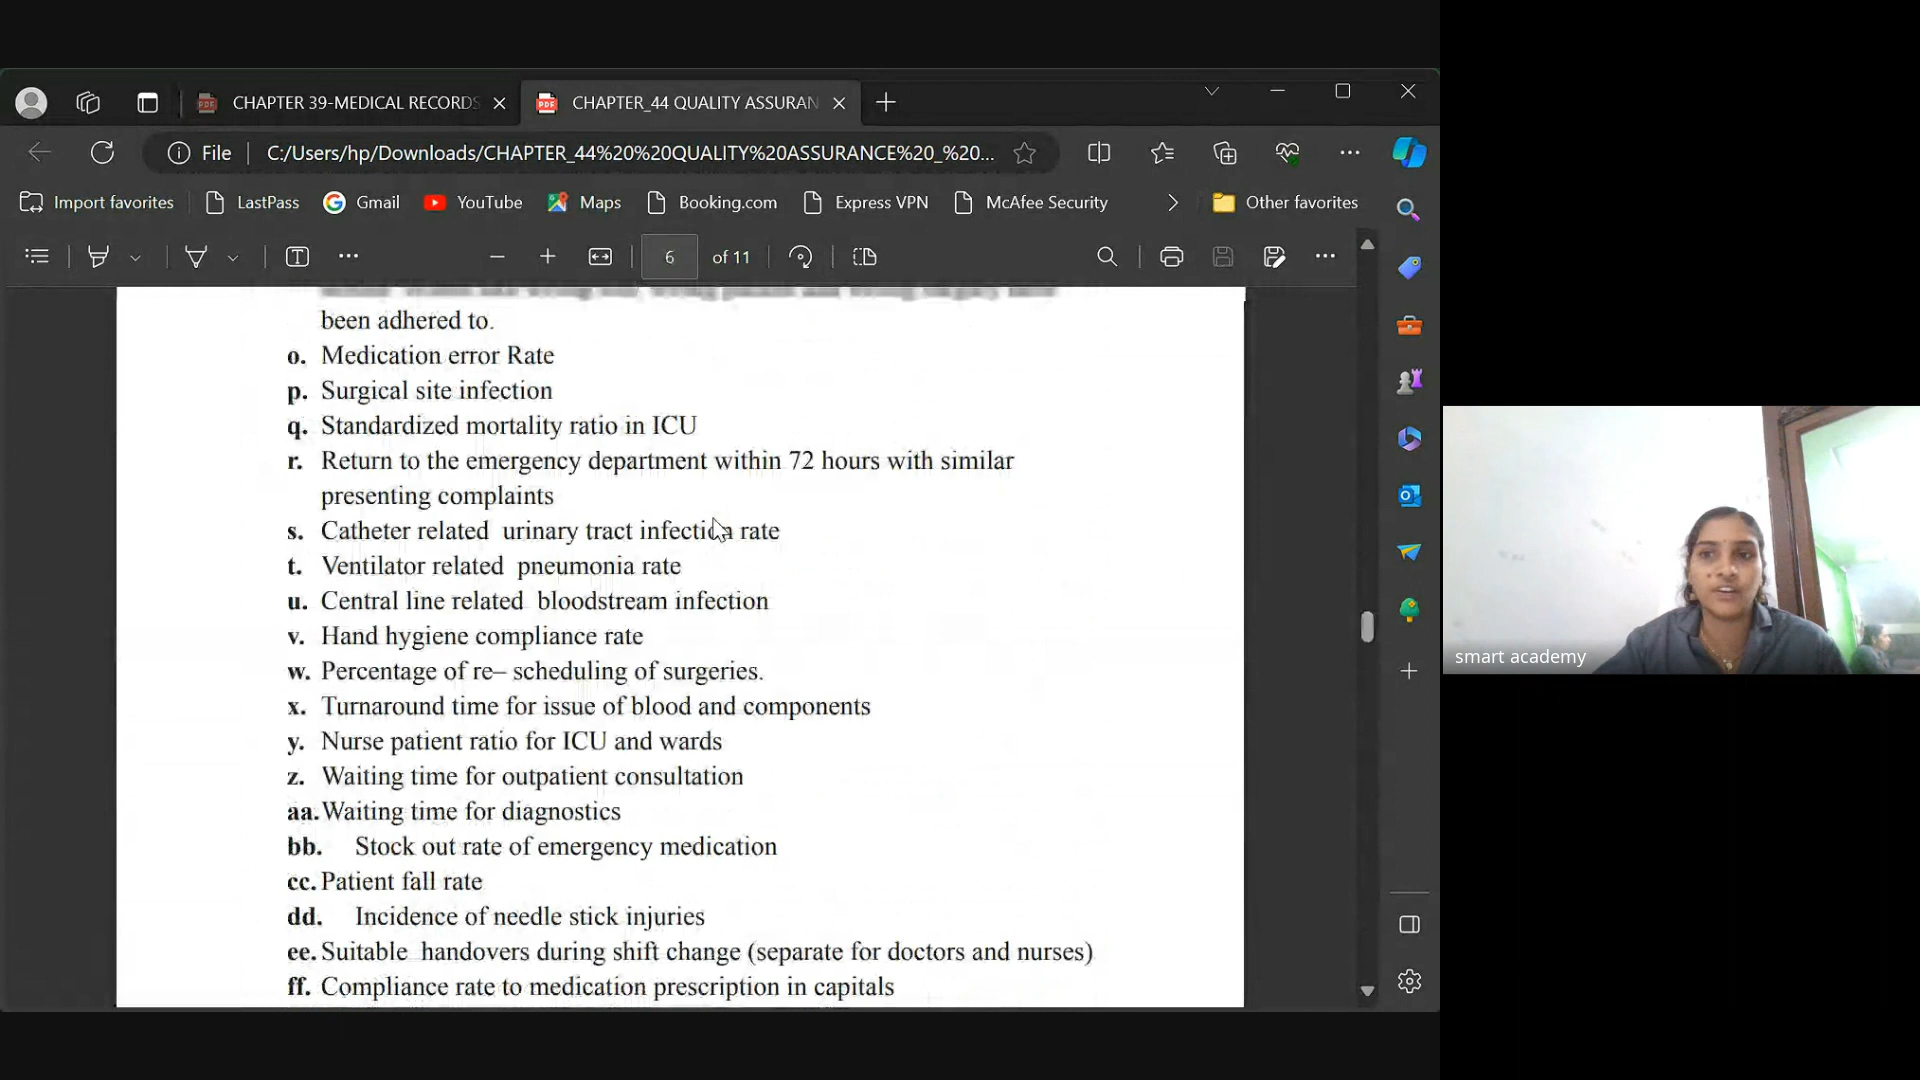 CHAPTER 39-MEDICAL RECORDS
CHAPTER_44 QUALITY ASSURAN
File
C:/Users/hp/Downloads/CHAPTER_44%20%20QUALITY%20ASSURANCE%20_%20...
Import favorites
LastPass
Gmail
YouTube
Maps
Booking.com
Express VPN
McAfee Security
Other favorites
6 of 11
been adhered to.
o. Medication error Rate
p. Surgical site infection
q. Standardized mortality ratio in ICU
r. Return to the emergency department within 72 hours with similar
presenting complaints
s. Catheter related urinary tract infection rate
t. Ventilator related pneumonia rate
u. Central line related bloodstream infection
v. Hand hygiene compliance rate
w. Percentage of re– scheduling of surgeries.
x. Turnaround time for issue of blood and components
y. Nurse patient ratio for ICU and wards
z. Waiting time for outpatient consultation
aa. Waiting time for diagnostics
bb. Stock out rate of emergency medication
cc. Patient fall rate
dd. Incidence of needle stick injuries
ee. Suitable handovers during shift change (separate for doctors and nurses)
ff. Compliance rate to medication prescription in capitals
smart academy